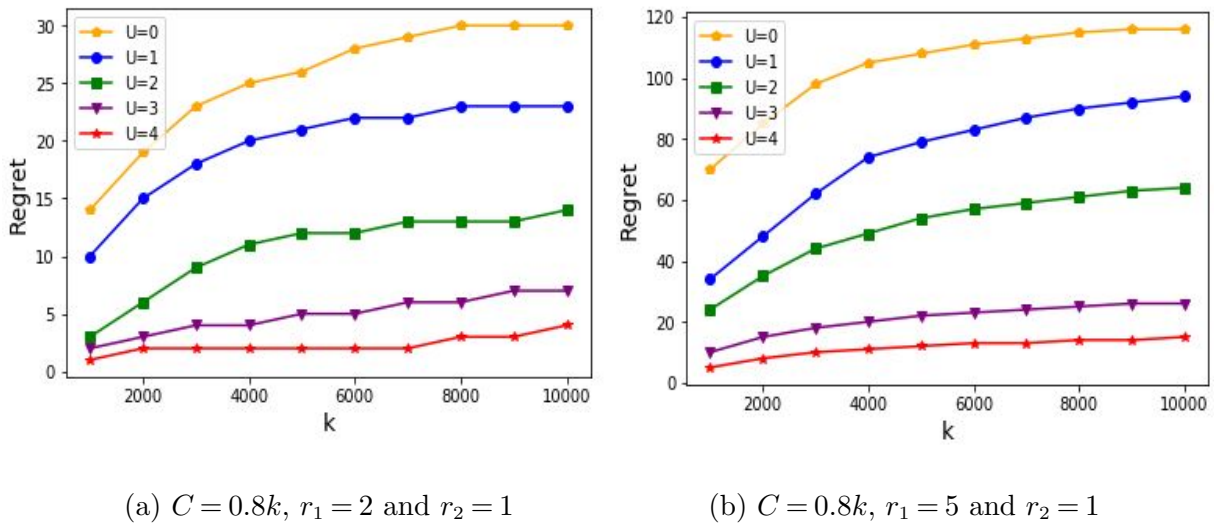 30
25
20
15
10
5
0
Regret
U=0
U=1
U=2
U=3
U=4
2000 4000 6000 8000 10000
k
120
100
80
60
40
20
0
Regret
U=0
U=1
U=2
U=3
U=4
2000 4000 6000 8000 10000
k
(a) C = 0.8k, r₁ = 2 and r₂ = 1
(b) C = 0.8k, r₁ = 5 and r₂ = 1